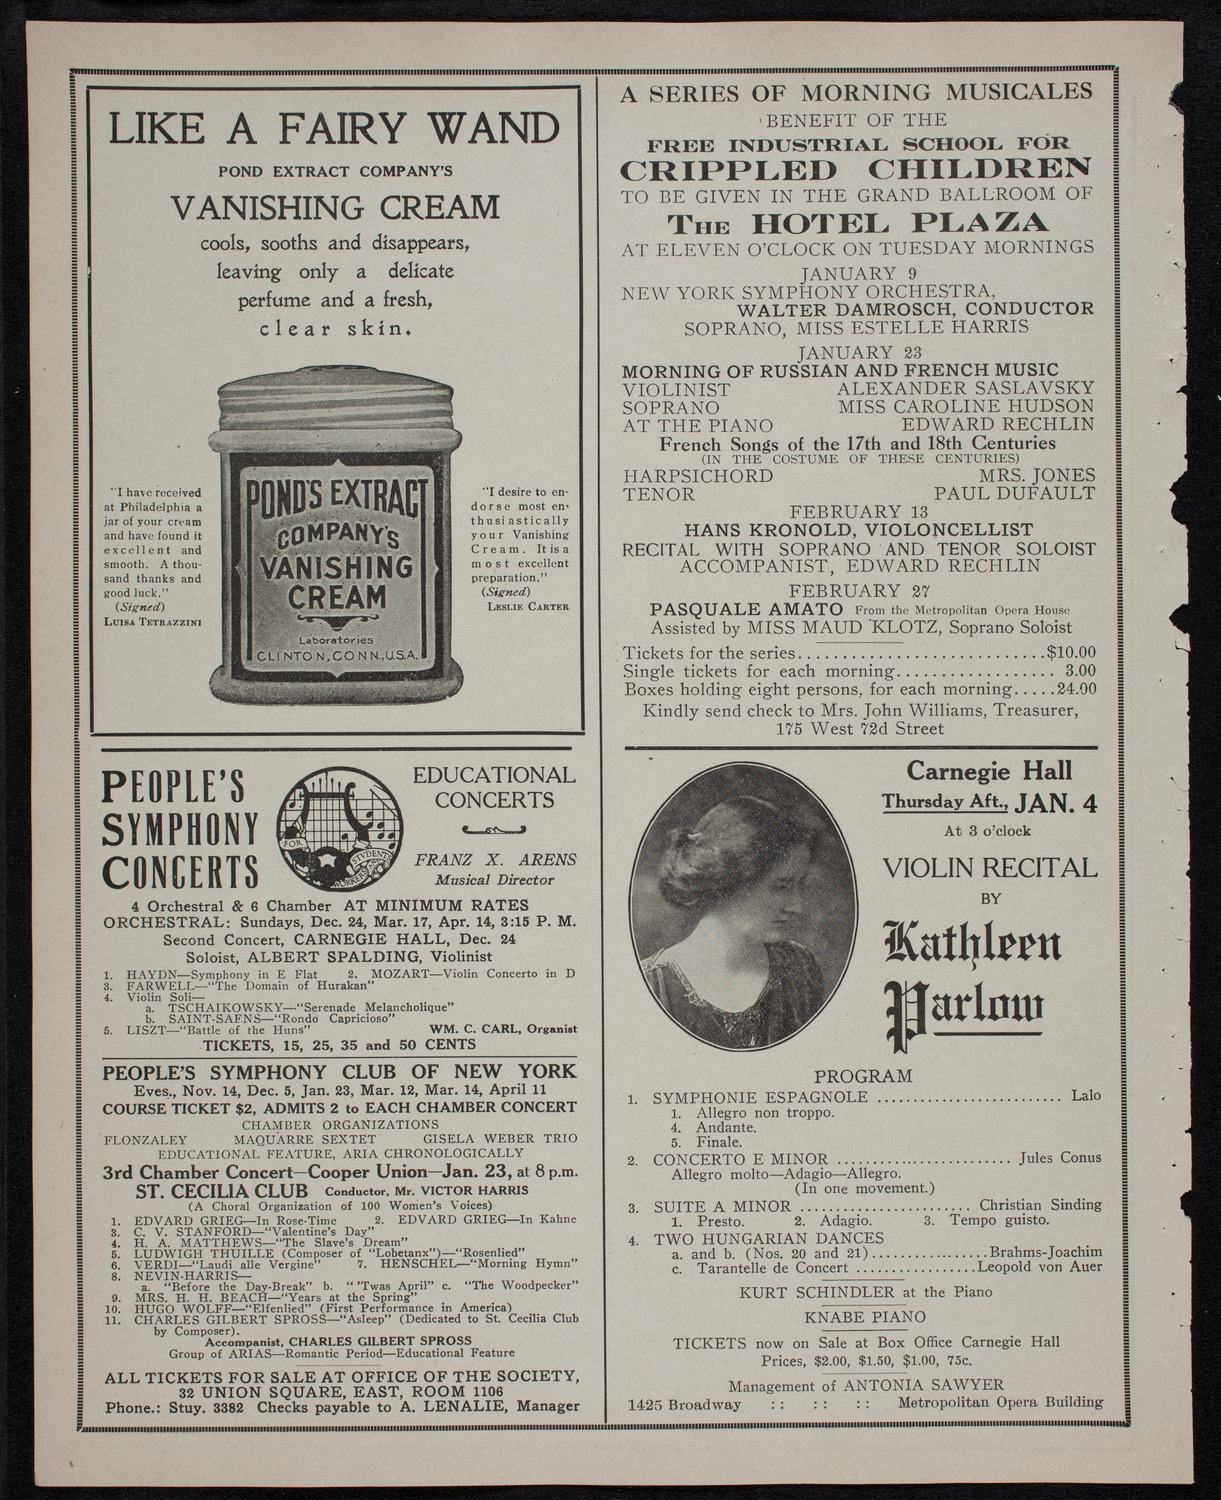 LIKE A FAIRY WAND
POND EXTRACT COMPANY'S
VANISHING CREAM
cools, sooths and disappears,
leaving only a delicate
perfume and a fresh,
clear skin.
"I have received
at Philadelphia a
jar of your cream
and have found it
excellent and
smooth. A thou-
sand thanks and
good luck."
(Signed)
LUISA TETRAZZINI
POND'S EXTRACT
COMPANY'S
VANISHING
CREAM
Laboratories
CLINTON, CONN., U.S.A.
"I desire to en-
dorse most en-
thusiastically
your Vanishing
Cream. It is a
most excellent
preparation."
(Signed)
LESLIE CARTER
PEOPLE'S
SYMPHONY
CONCERTS
FOR
STVDENTS
AND
WORKERS
EDUCATIONAL
CONCERTS
FRANZ X. ARENS
Musical Director
4 Orchestral & 6 Chamber AT MINIMUM RATES
ORCHESTRAL: Sundays, Dec. 24, Mar. 17, Apr. 14, 3:15 P. M.
Second Concert, CARNEGIE HALL, Dec. 24
Soloist, ALBERT SPALDING, Violinist
1. HAYDN—Symphony in E Flat 2. MOZART—Violin Concerto in D
3. FARWELL—"The Domain of Hurakan"
4. Violin Soli—
a. TSCHAIKOWSKY—"Serenade Melancholique"
b. SAINT-SAENS—"Rondo Capricioso"
5. LISZT—"Battle of the Huns" WM. C. CARL, Organist
TICKETS, 15, 25, 35 and 50 CENTS
PEOPLE'S SYMPHONY CLUB OF NEW YORK
Eves., Nov. 14, Dec. 5, Jan. 23, Mar. 12, Mar. 14, April 11
COURSE TICKET $2, ADMITS 2 to EACH CHAMBER CONCERT
CHAMBER ORGANIZATIONS
FLONZALEY MAQUARRE SEXTET GISELA WEBER TRIO
EDUCATIONAL FEATURE, ARIA CHRONOLOGICALLY
3rd Chamber Concert—Cooper Union—Jan. 23, at 8 p.m.
ST. CECILIA CLUB Conductor, Mr. VICTOR HARRIS
(A Choral Organization of 100 Women's Voices)
1. EDVARD GRIEG—In Rose-Time 2. EDVARD GRIEG—In Kahne
3. C. V. STANFORD—"Valentine's Day"
4. H. A. MATTHEWS—"The Slave's Dream"
5. LUDWIGH THUILLE (Composer of "Lobetanx")—"Rosenlied"
6. VERDI—"Laudi alle Vergine" 7. HENSCHEL—"Morning Hymn"
8. NEVIN-HARRIS—
a. "Before the Day-Break" b. "'Twas April" c. "The Woodpecker"
9. MRS. H. H. BEACH—"Years at the Spring"
10. HUGO WOLFF—"Elfenlied" (First Performance in America)
11. CHARLES GILBERT SPROSS—"Asleep" (Dedicated to St. Cecilia Club
by Composer).
Accompanist, CHARLES GILBERT SPROSS
Group of ARIAS—Romantic Period—Educational Feature
ALL TICKETS FOR SALE AT OFFICE OF THE SOCIETY,
32 UNION SQUARE, EAST, ROOM 1106
Phone.: Stuy. 3382 Checks payable to A. LENALIE, Manager
A SERIES OF MORNING MUSICALES
BENEFIT OF THE
FREE INDUSTRIAL SCHOOL FOR
CRIPPLED CHILDREN
TO BE GIVEN IN THE GRAND BALLROOM OF
THE HOTEL PLAZA
AT ELEVEN O'CLOCK ON TUESDAY MORNINGS
JANUARY 9
NEW YORK SYMPHONY ORCHESTRA,
WALTER DAMROSCH, CONDUCTOR
SOPRANO, MISS ESTELLE HARRIS
JANUARY 23
MORNING OF RUSSIAN AND FRENCH MUSIC
VIOLINIST ALEXANDER SASLAVSKY
SOPRANO MISS CAROLINE HUDSON
AT THE PIANO EDWARD RECHLIN
French Songs of the 17th and 18th Centuries
(IN THE COSTUME OF THESE CENTURIES)
HARPSICHORD MRS. JONES
TENOR PAUL DUFAULT
FEBRUARY 13
HANS KRONOLD, VIOLONCELLIST
RECITAL WITH SOPRANO AND TENOR SOLOIST
ACCOMPANIST, EDWARD RECHLIN
FEBRUARY 27
PASQUALE AMATO From the Metropolitan Opera House
Assisted by MISS MAUD KLOTZ, Soprano Soloist
Tickets for the series............................$10.00
Single tickets for each morning.................. 3.00
Boxes holding eight persons, for each morning.....24.00
Kindly send check to Mrs. John Williams, Treasurer,
175 West 72d Street
Carnegie Hall
Thursday Aft., JAN. 4
At 3 o'clock
VIOLIN RECITAL
BY
Kathleen
Parlow
PROGRAM
1. SYMPHONIE ESPAGNOLE .......................... Lalo
1. Allegro non troppo.
4. Andante.
5. Finale.
2. CONCERTO E MINOR ........................ Jules Conus
Allegro molto—Adagio—Allegro.
(In one movement.)
3. SUITE A MINOR ........................ Christian Sinding
1. Presto. 2. Adagio. 3. Tempo guisto.
4. TWO HUNGARIAN DANCES
a. and b. (Nos. 20 and 21)................Brahms-Joachim
c. Tarantelle de Concert .................Leopold von Auer
KURT SCHINDLER at the Piano
KNABE PIANO
TICKETS now on Sale at Box Office Carnegie Hall
Prices, $2.00, $1.50, $1.00, 75c.
Management of ANTONIA SAWYER
1425 Broadway :: :: :: Metropolitan Opera Building